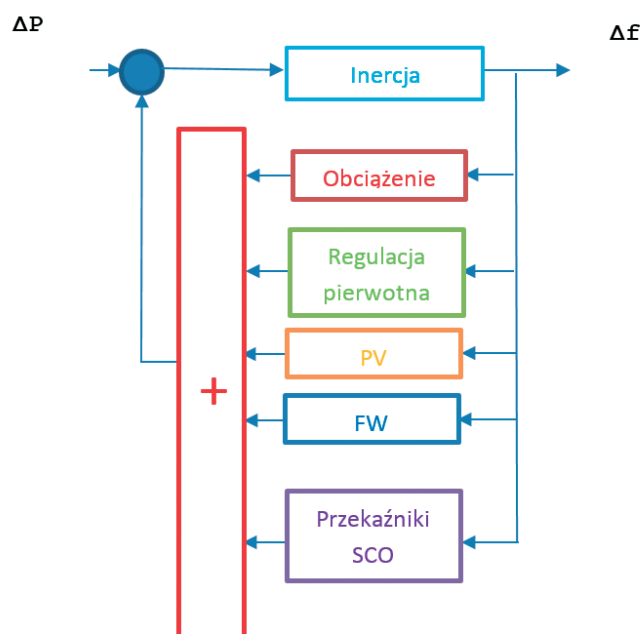 ΔP
Δf
Inercja
Obciążenie
Regulacja
pierwotna
PV
+
FW
Przekaźniki
SCO